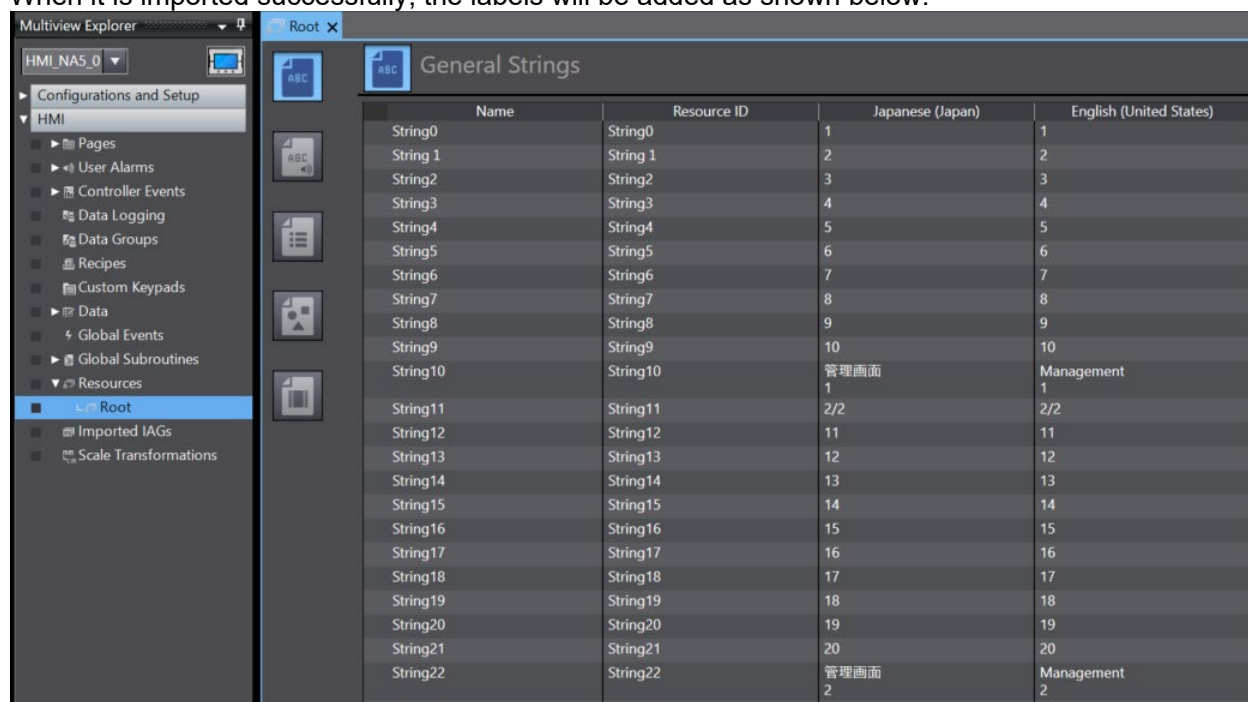 When it is imported successfully, the labels will be added as shown below.
Multiview Explorer
Root
HMI_NA5_0
ABC
ABC
General Strings
Configurations and Setup
HMI
Pages
User Alarms
Controller Events
Data Logging
Data Groups
Recipes
Custom Keypads
Data
Global Events
Global Subroutines
Resources
Root
Imported IAGs
Scale Transformations
ABC
Name Resource ID Japanese (Japan) English (United States)
String0 String0 1 1
String 1 String 1 2 2
String2 String2 3 3
String3 String3 4 4
String4 String4 5 5
String5 String5 6 6
String6 String6 7 7
String7 String7 8 8
String8 String8 9 9
String9 String9 10 10
String10 String10 管理画面 Management
1 1
String11 String11 2/2 2/2
String12 String12 11 11
String13 String13 12 12
String14 String14 13 13
String15 String15 14 14
String16 String16 15 15
String17 String17 16 16
String18 String18 17 17
String19 String19 18 18
String20 String20 19 19
String21 String21 20 20
String22 String22 管理画面 Management
2 2